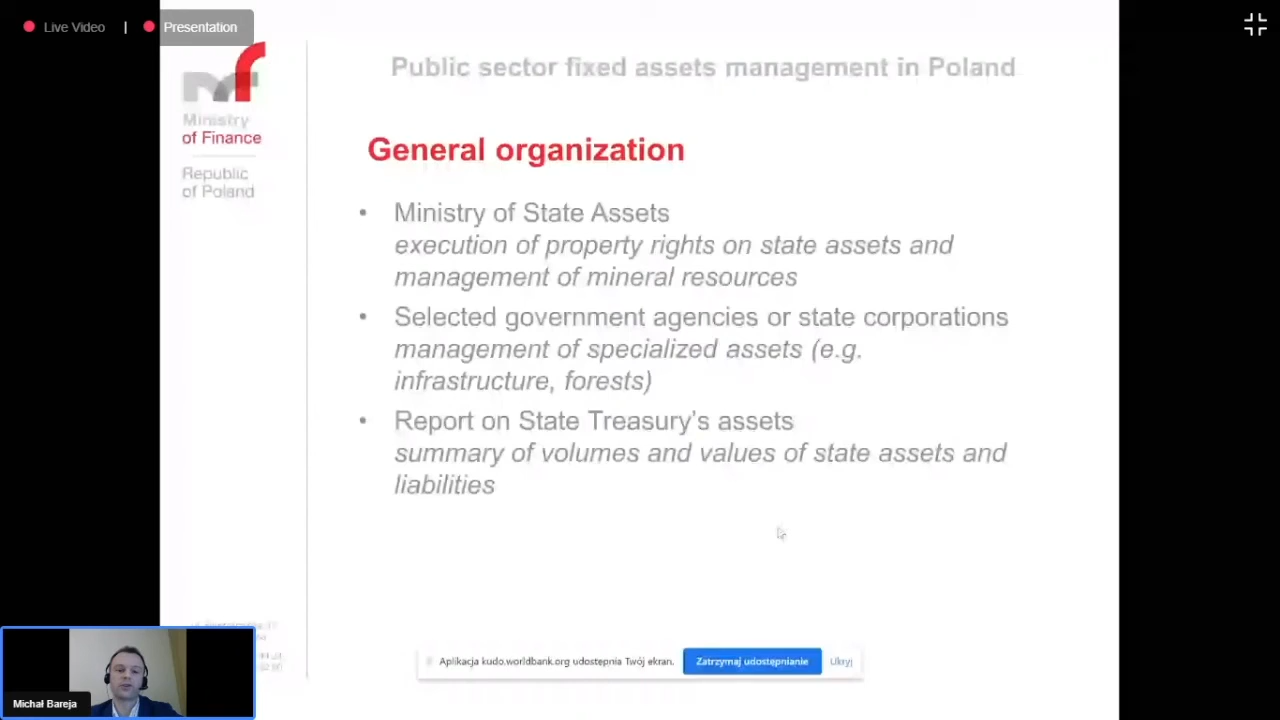 Live Video | Presentation
Public sector fixed assets management in Poland
Ministry
of Finance
Republic
of Poland
General organization
• Ministry of State Assets
execution of property rights on state assets and
management of mineral resources
• Selected government agencies or state corporations
management of specialized assets (e.g.
infrastructure, forests)
• Report on State Treasury's assets
summary of volumes and values of state assets and
liabilities
Aplikacja kudo.worldbank.org udostępnia Twój ekran. Zatrzymaj udostępnianie Ukryj
Michał Bareja